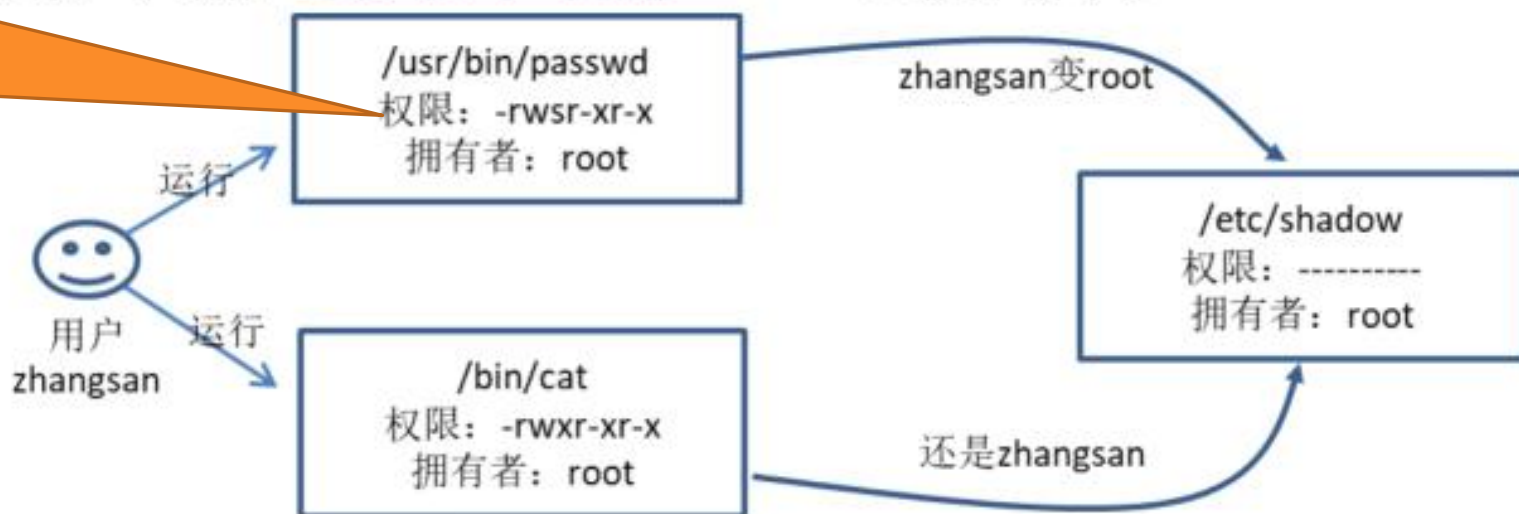 /usr/bin/passwd
权限：-rwsr-xr-x
拥有者：root
zhangsan变root
运行
/etc/shadow
权限：----------
拥有者：root
用户
zhangsan
运行
/bin/cat
权限：-rwxr-xr-x
拥有者：root
还是zhangsan